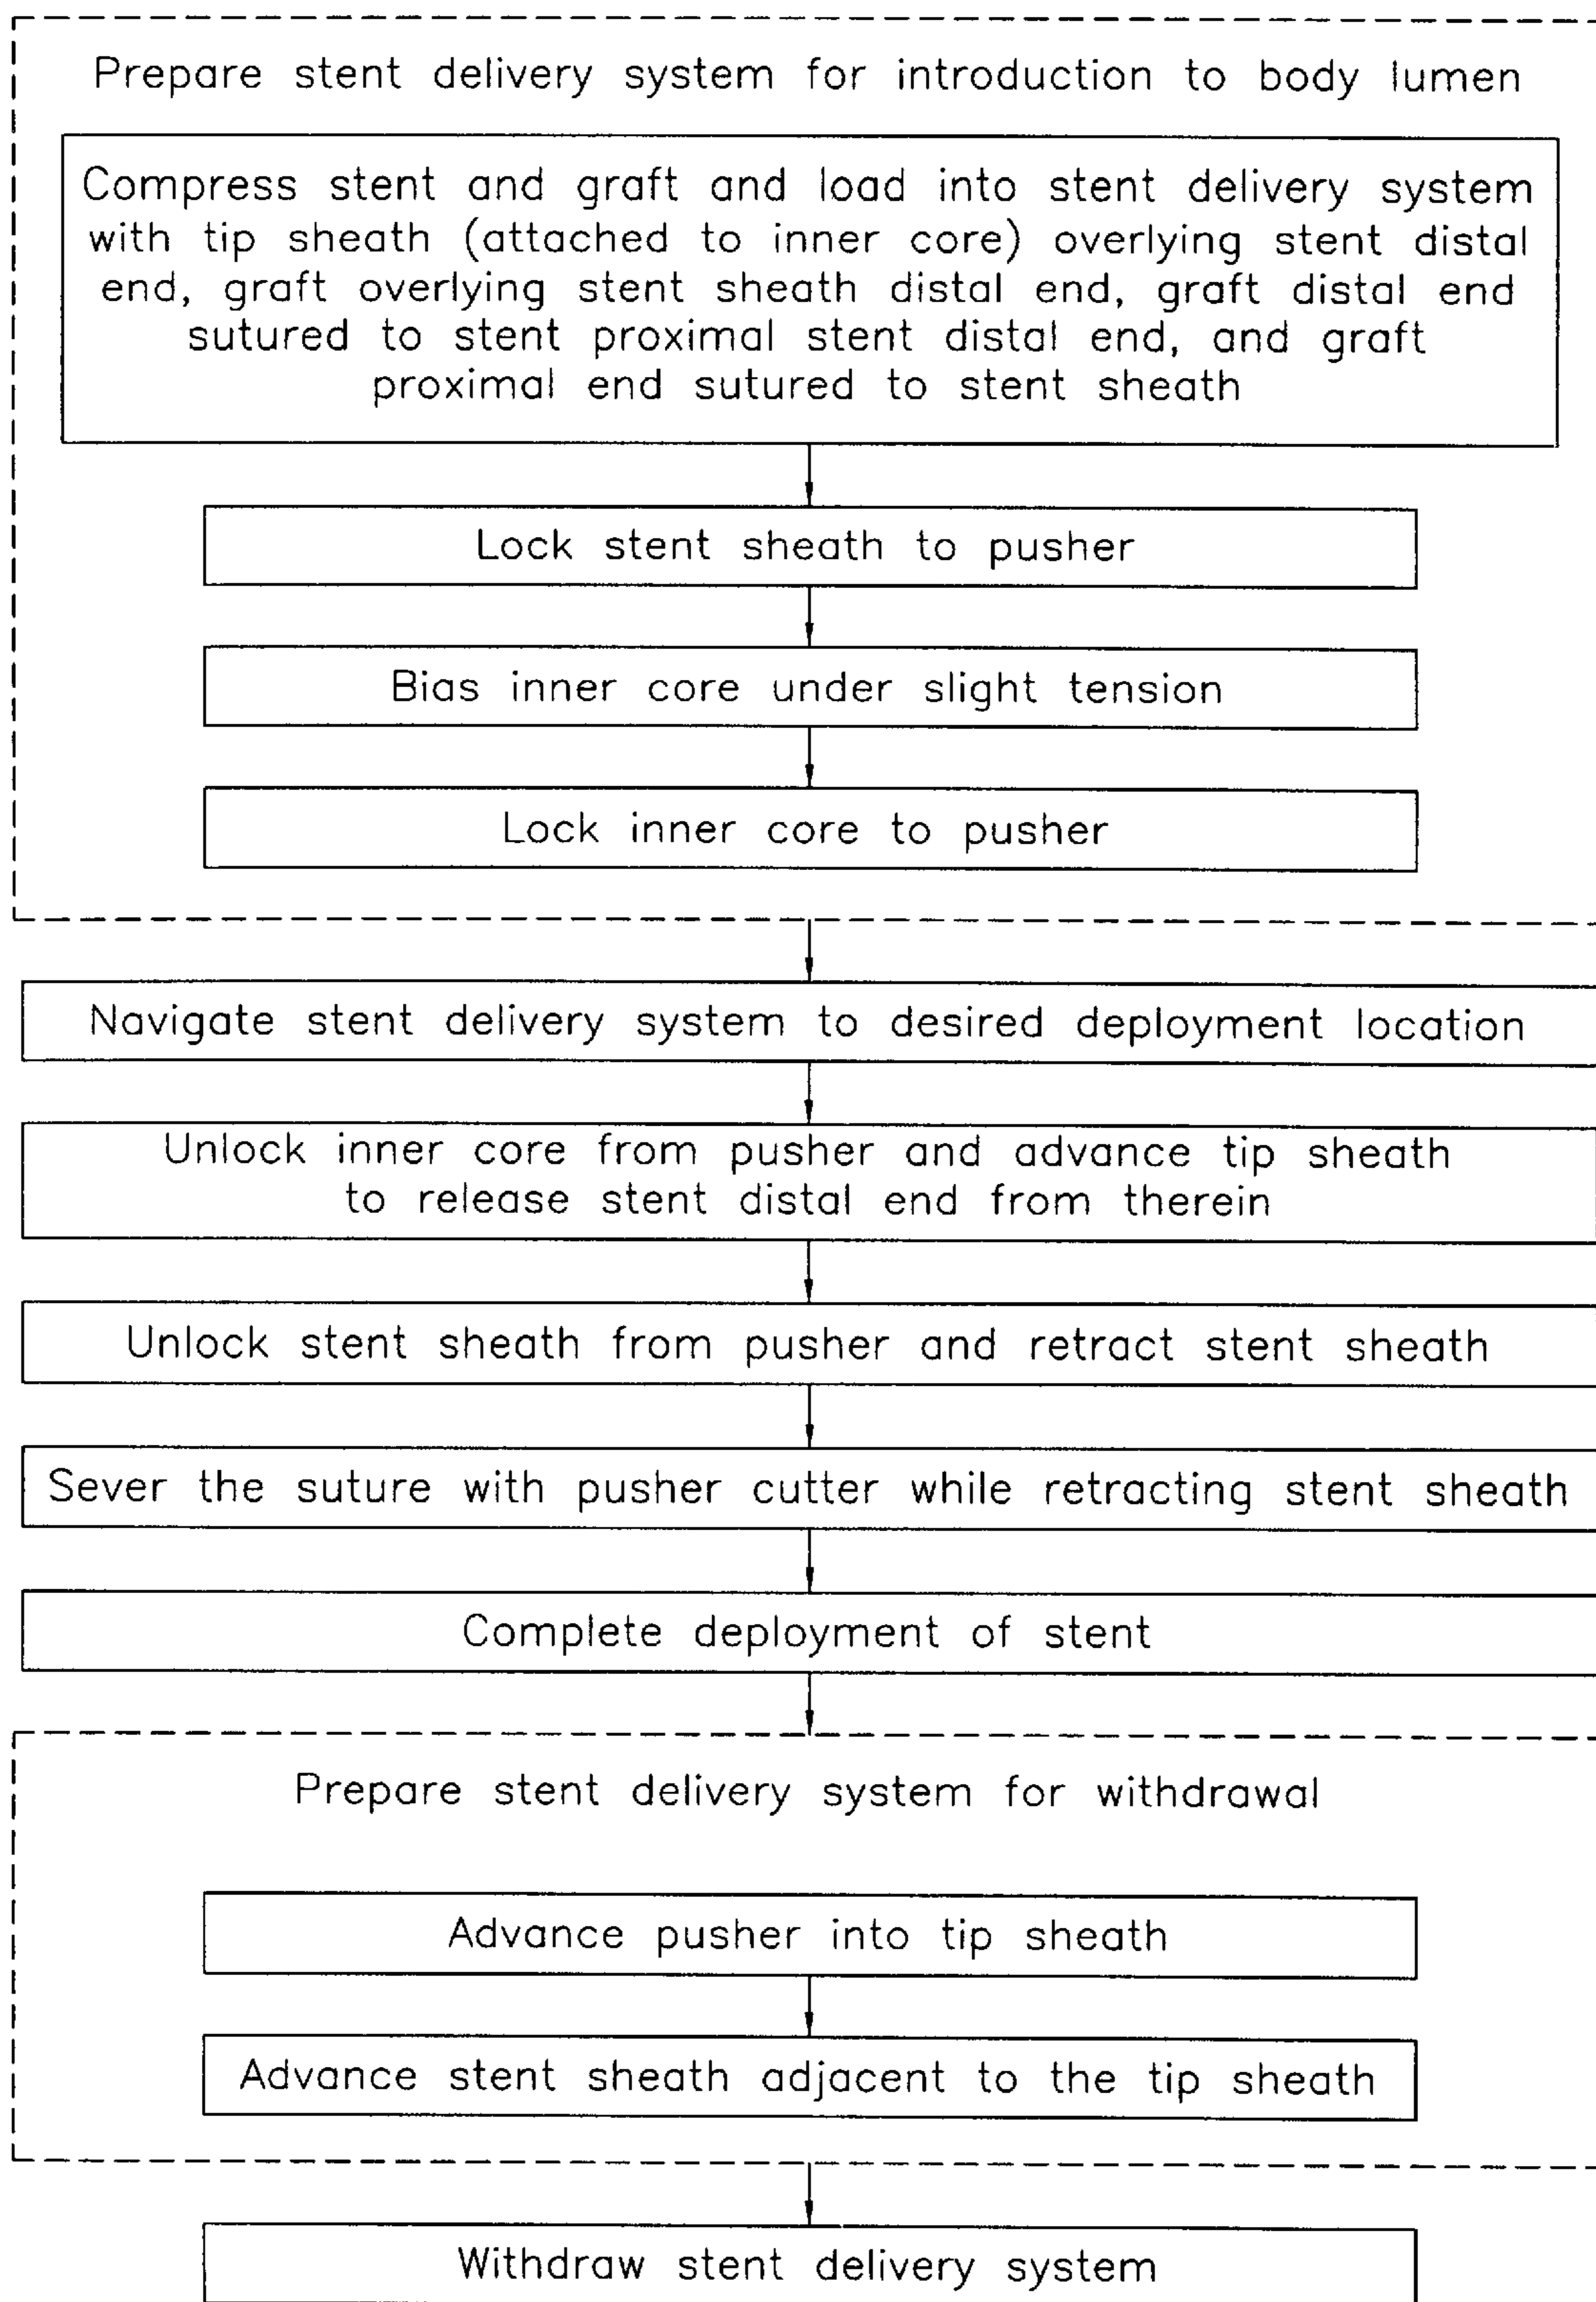 Prepare stent delivery system for introduction to body lumen
Compress stent and graft and load into stent delivery system
with tip sheath (attached to inner core) overlying stent distal
end, graft overlying stent sheath distal end, graft distal end
sutured to stent proximal stent distal end, and graft
proximal end sutured to stent sheath
Lock stent sheath to pusher
Bias inner core under slight tension
Lock inner core to pusher
Navigate stent delivery system to desired deployment location
Unlock inner core from pusher and advance tip sheath
to release stent distal end from therein
Unlock stent sheath from pusher and retract stent sheath
Sever the suture with pusher cutter while retracting stent sheath
Complete deployment of stent
Prepare stent delivery system for withdrawal
Advance pusher into tip sheath
Advance stent sheath adjacent to the tip sheath
Withdraw stent delivery system